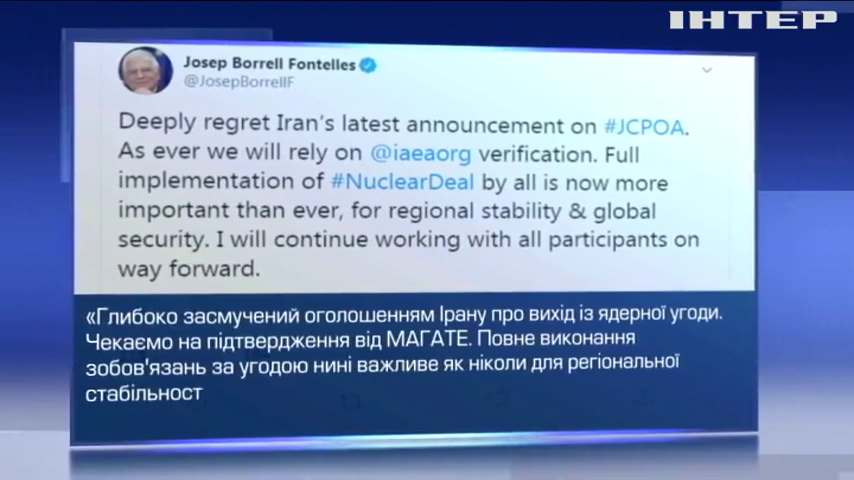 ІНТЕР
Josep Borrell Fontelles
@JosepBorrellF
Deeply regret Iran's latest announcement on #JCPOA.
As ever we will rely on @iaeaorg verification. Full
implementation of #NuclearDeal by all is now more
important than ever, for regional stability & global
security. I will continue working with all participants on
way forward.
«Глибоко засмучений оголошенням Ірану про вихід із ядерної угоди.
Чекаємо на підтвердження від МАГАТЕ. Повне виконання
зобов'язань за угодою нині важливе як ніколи для регіональної
стабільност